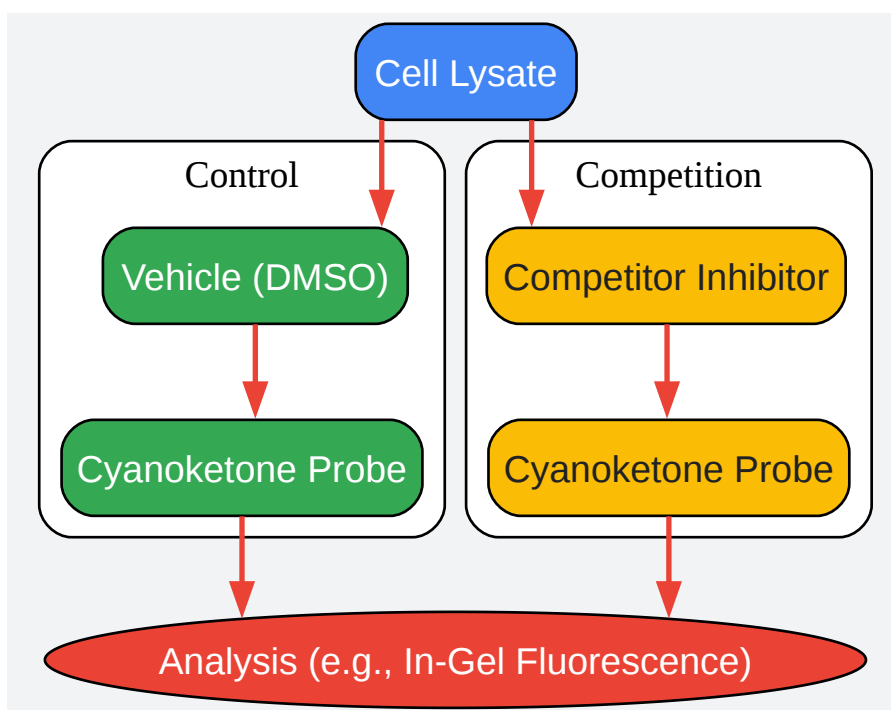 Cell Lysate
Control
Competition
Vehicle (DMSO)
Competitor Inhibitor
Cyanoketone Probe
Cyanoketone Probe
Analysis (e.g., In-Gel Fluorescence)